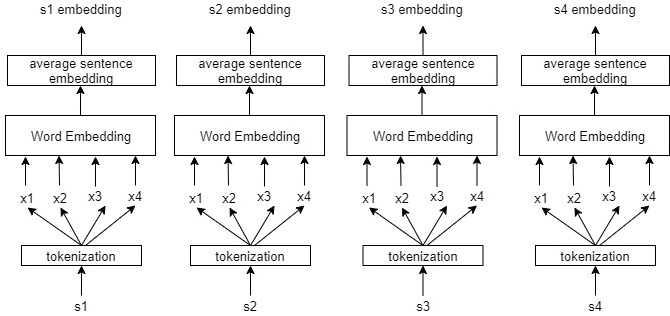 s1 embedding s2 embedding s3 embedding s4 embedding
average sentence embedding average sentence embedding average sentence embedding average sentence embedding
Word Embedding Word Embedding Word Embedding Word Embedding
x1 x2 x3 x4 x1 x2 x3 x4 x1 x2 x3 x4 x1 x2 x3 x4
tokenization tokenization tokenization tokenization
s1 s2 s3 s4